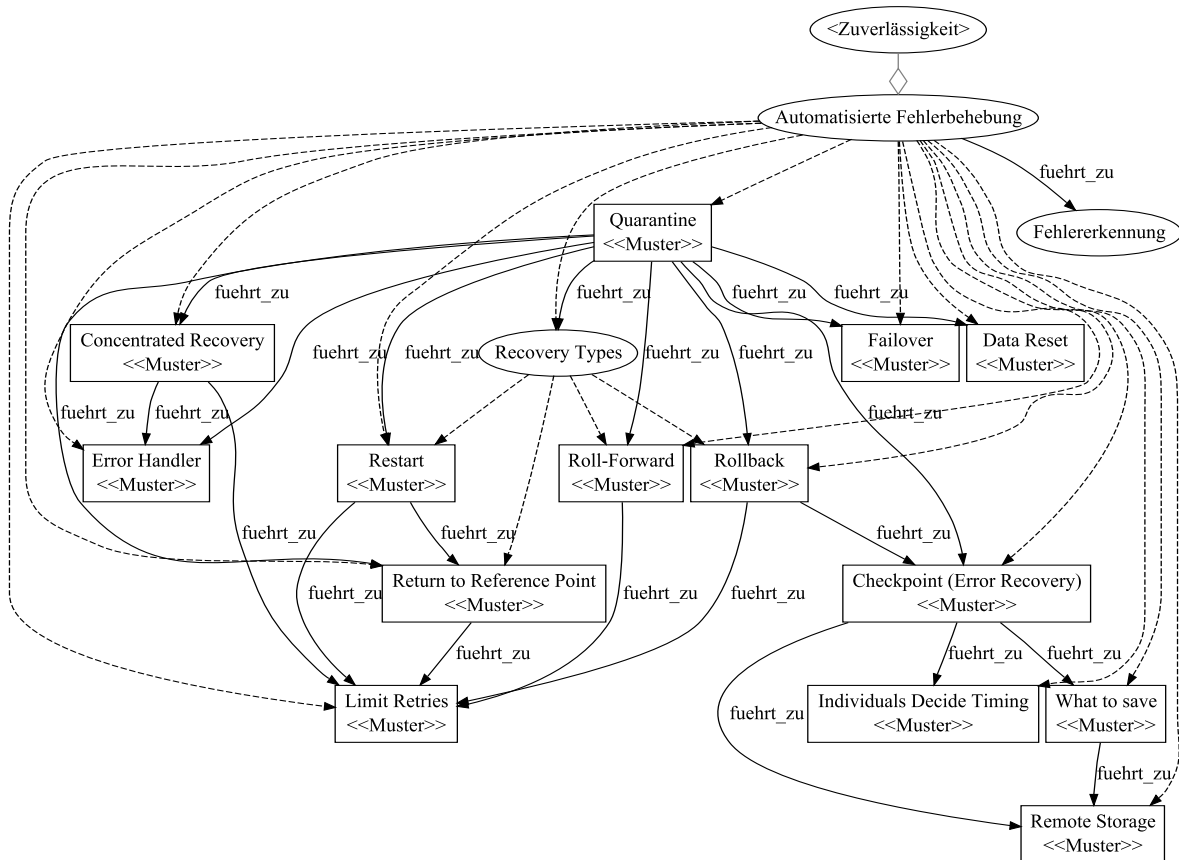 <Zuverlässigkeit>
Automatisierte Fehlerbehebung
fuehrt_zu
Quarantine
<<Muster>>
Fehlererkennung
fuehrt_zu
fuehrt_zu
fuehrt_zu
fuehrt_zu
Concentrated Recovery
<<Muster>>
fuehrt_zu
fuehrt_zu
Recovery Types
fuehrt_zu
fuehrt_zu
Failover
<<Muster>>
Data Reset
<<Muster>>
fuehrt_zu
fuehrt_zu
fuehrt_zu
Error Handler
<<Muster>>
Restart
<<Muster>>
Roll-Forward
<<Muster>>
Rollback
<<Muster>>
fuehrt_zu
fuehrt_zu
fuehrt_zu
fuehrt_zu
Return to Reference Point
<<Muster>>
fuehrt_zu
fuehrt_zu
Checkpoint (Error Recovery)
<<Muster>>
fuehrt_zu
fuehrt_zu
fuehrt_zu
Limit Retries
<<Muster>>
fuehrt_zu
Individuals Decide Timing
<<Muster>>
What to save
<<Muster>>
fuehrt_zu
Remote Storage
<<Muster>>